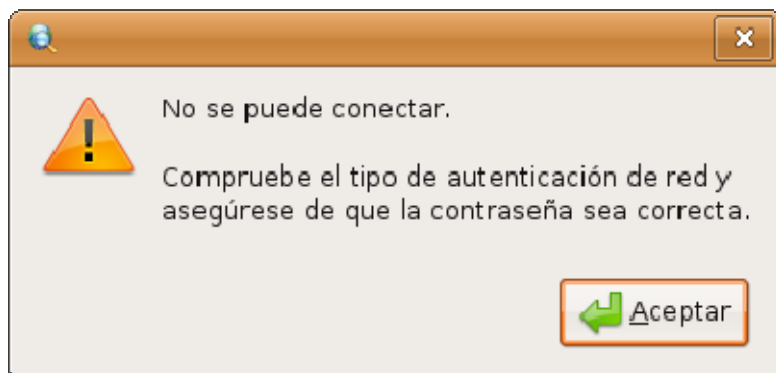 No se puede conectar.
Compruebe el tipo de autenticación de red y
asegúrese de que la contraseña sea correcta.
Aceptar